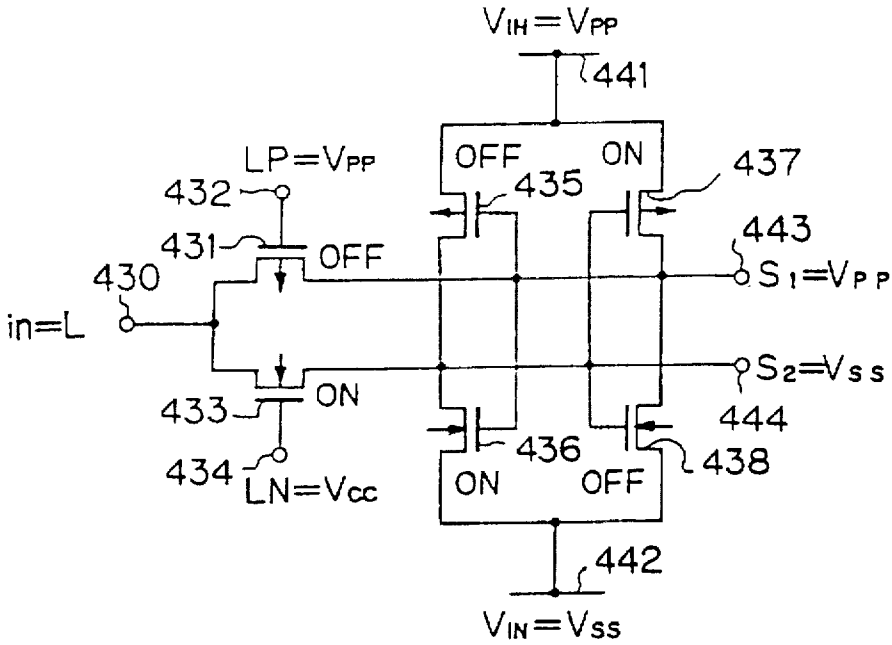 VIH=VPP
441
LP=VPP
OFF
ON
432
435
437
431
OFF
443
430
S1=VPP
in=L
S2=VSS
433
ON
444
434
436
438
LN=VCC
ON
OFF
442
VIN=VSS